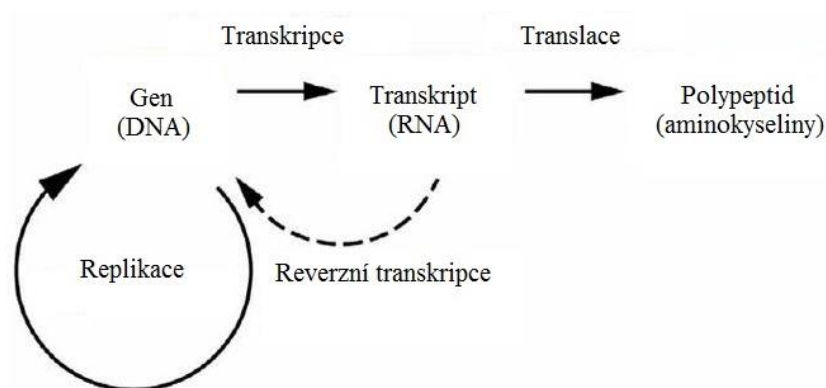 Transkripce
Translace
Gen
(DNA)
Transkript
(RNA)
Polypeptid
(aminokyseliny)
Replikace
Reverzní transkripce